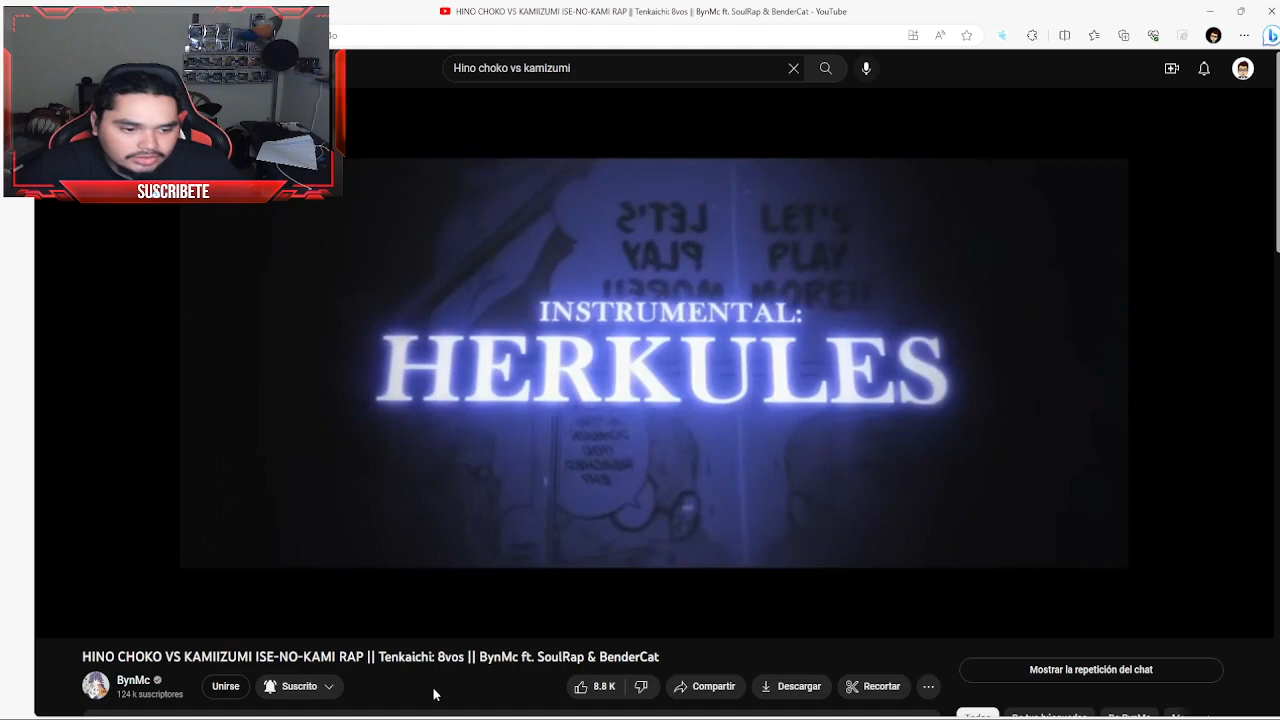 HINO CHOKO VS KAMIIZUMI ISE-NO-KAMI RAP || Tenkaichi: 8vos || BynMc ft. SoulRap & BenderCat - YouTube
Hino choko vs kamizumi
SUSCRIBETE
LET'S LET'S
PLAY PLAY
MORE!! MORE!!
INSTRUMENTAL:
HERKULES
HINO CHOKO VS KAMIIZUMI ISE-NO-KAMI RAP || Tenkaichi: 8vos || BynMc ft. SoulRap & BenderCat
BynMc
124 k suscriptores
Unirse
Suscrito
8.8 K
Compartir
Descargar
Recortar
Mostrar la repetición del chat